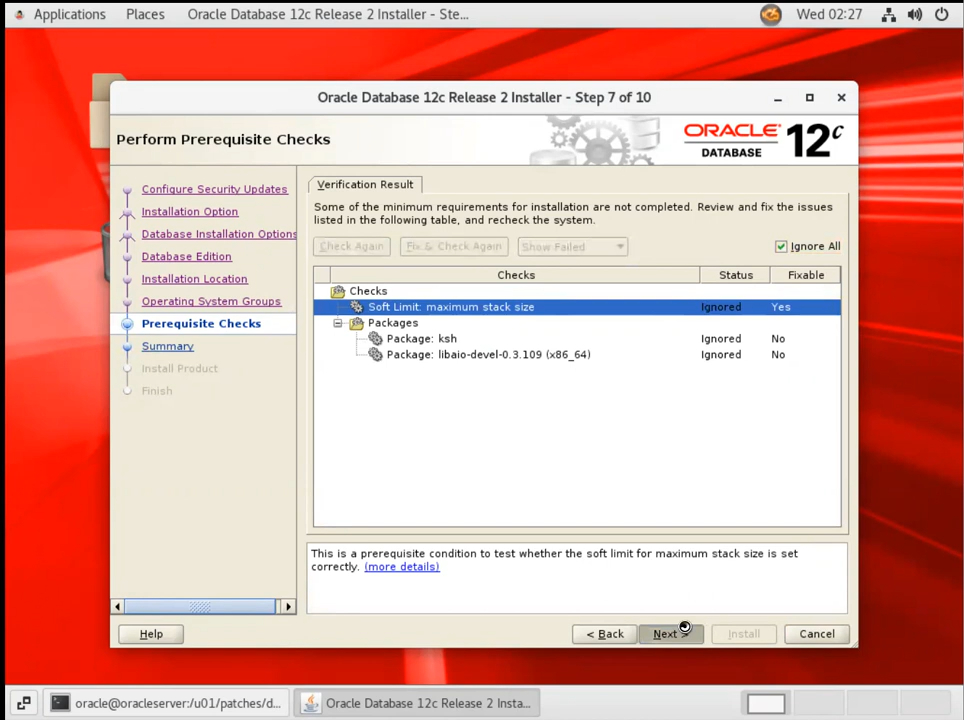 Applications Places Oracle Database 12c Release 2 Installer - Ste... Wed 02:27
Oracle Database 12c Release 2 Installer - Step 7 of 10
Perform Prerequisite Checks
ORACLE
DATABASE
12c
Configure Security Updates
Installation Option
Database Installation Options
Database Edition
Installation Location
Operating System Groups
Prerequisite Checks
Summary
Install Product
Finish
Verification Result
Some of the minimum requirements for installation are not completed. Review and fix the issues
listed in the following table, and recheck the system.
Check Again Fix & Check Again Show Failed Ignore All
Checks Status Fixable
Checks
Soft Limit: maximum stack size Ignored Yes
Packages
Package: ksh Ignored No
Package: libaio-devel-0.3.109 (x86_64) Ignored No
This is a prerequisite condition to test whether the soft limit for maximum stack size is set
correctly. (more details)
Help < Back Next > Install Cancel
oracle@oracleserver:/u01/patches/d... Oracle Database 12c Release 2 Insta...